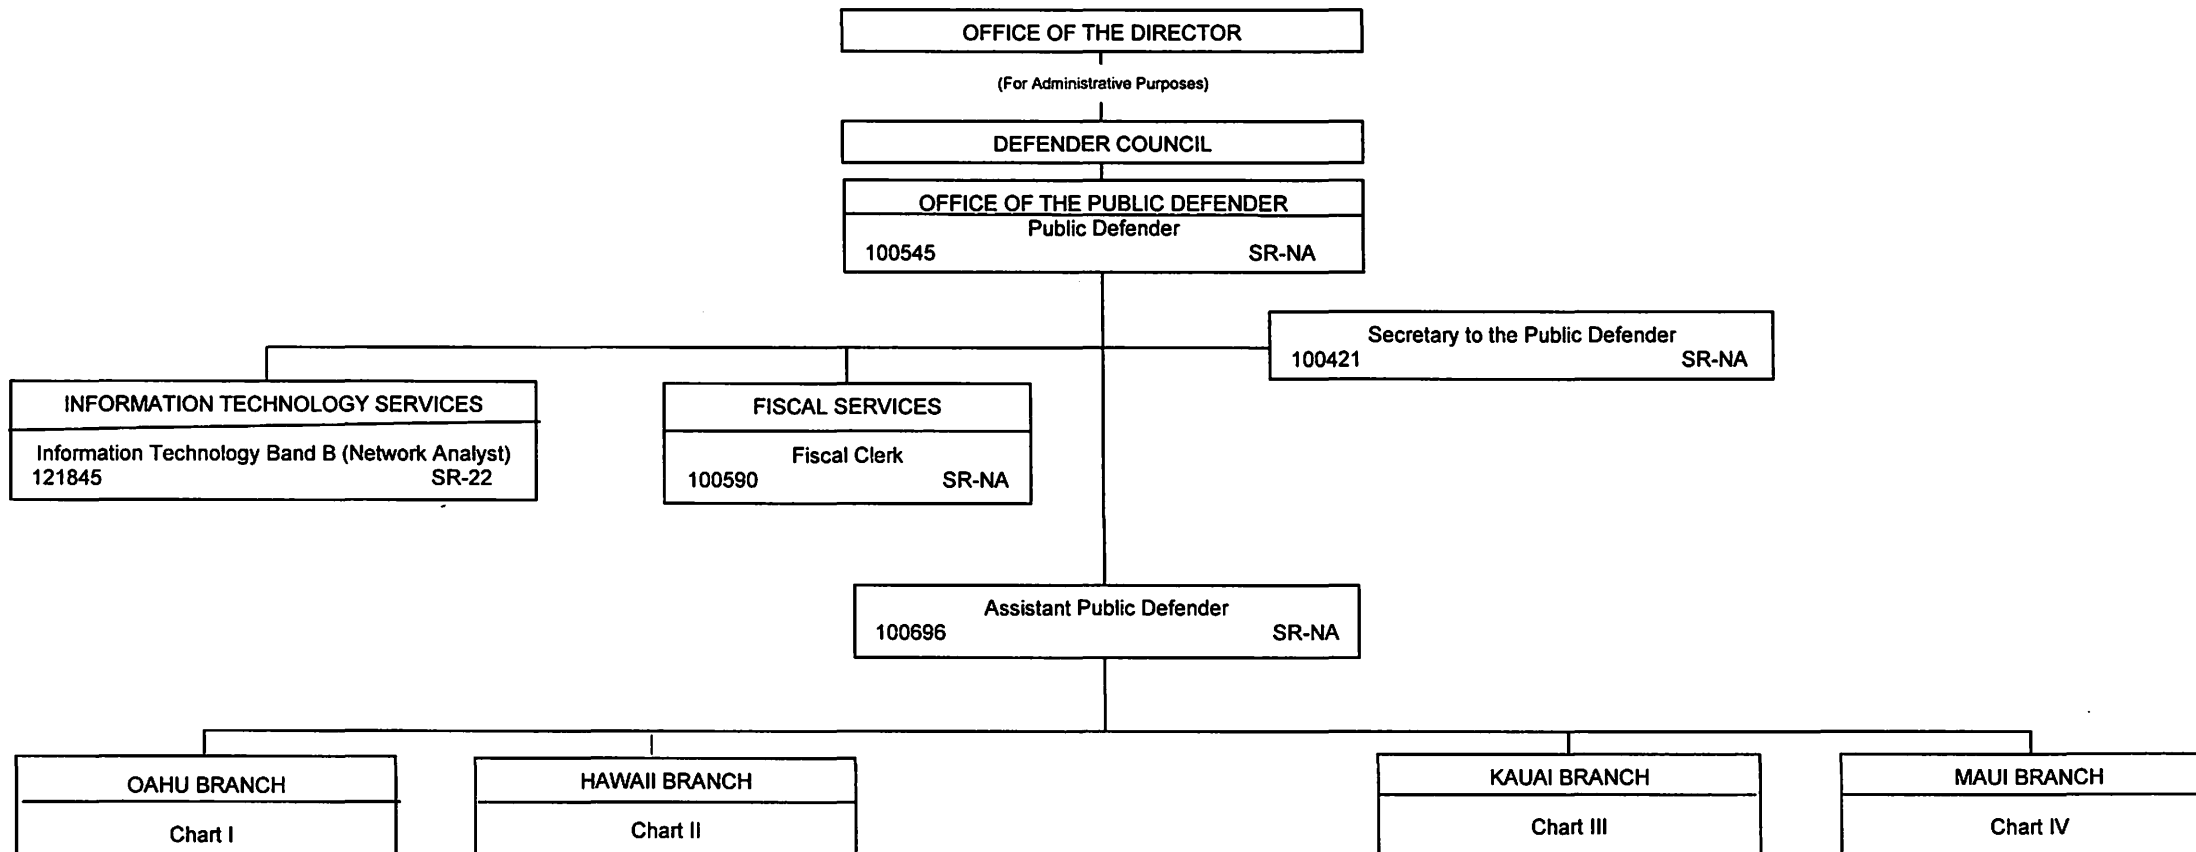 OFFICE OF THE DIRECTOR
(For Administrative Purposes)
DEFENDER COUNCIL
OFFICE OF THE PUBLIC DEFENDER
Public Defender
100545 SR-NA
Secretary to the Public Defender
100421 SR-NA
INFORMATION TECHNOLOGY SERVICES
Information Technology Band B (Network Analyst)
121845 SR-22
FISCAL SERVICES
Fiscal Clerk
100590 SR-NA
Assistant Public Defender
100696 SR-NA
OAHU BRANCH
Chart I
HAWAII BRANCH
Chart II
KAUAI BRANCH
Chart III
MAUI BRANCH
Chart IV